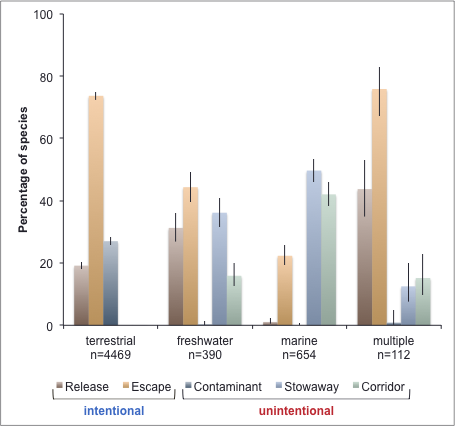 100
80
60
40
20
0
Percentage of species
terrestrial freshwater marine multiple
n=4469 n=390 n=654 n=112
Release Escape Contaminant Stowaway Corridor
intentional unintentional